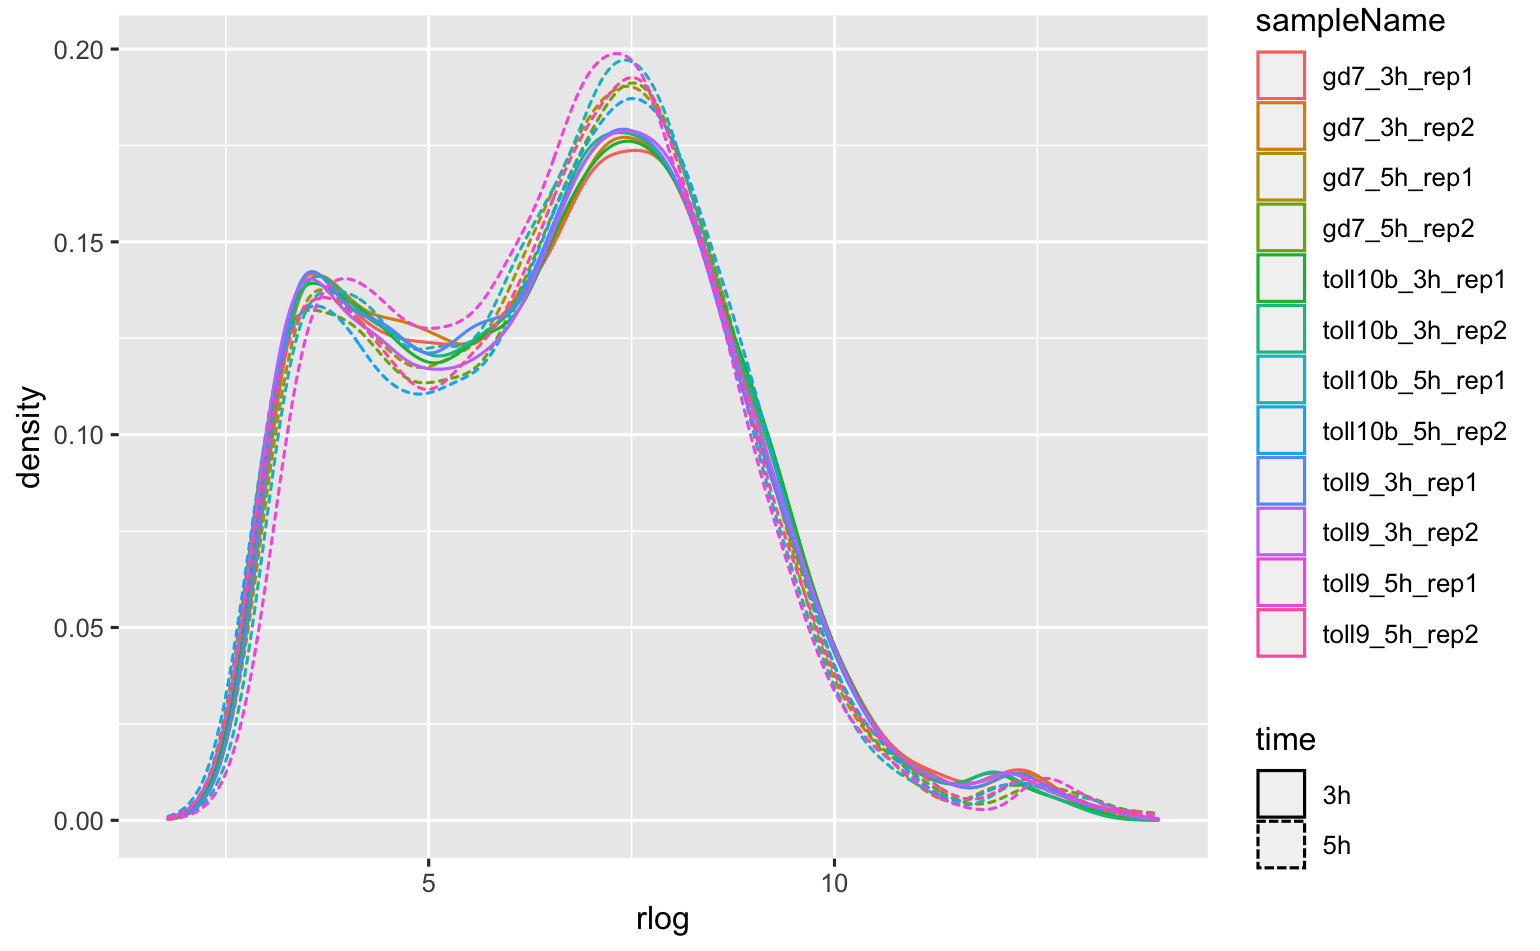 0.20
0.15
0.10
0.05
0.00
density
5
10
rlog
sampleName
gd7_3h_rep1
gd7_3h_rep2
gd7_5h_rep1
gd7_5h_rep2
toll10b_3h_rep1
toll10b_3h_rep2
toll10b_5h_rep1
toll10b_5h_rep2
toll9_3h_rep1
toll9_3h_rep2
toll9_5h_rep1
toll9_5h_rep2
time
3h
5h